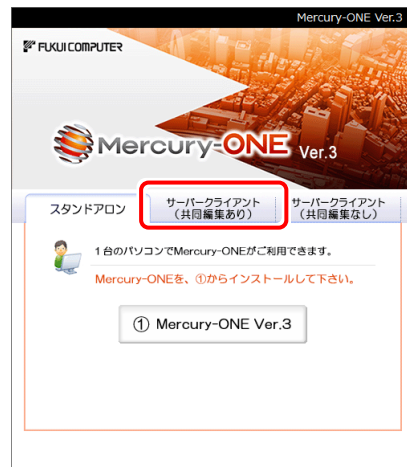 Mercury-ONE Ver.3
FUKUI COMPUTER
Mercury-ONE Ver.3
スタンドアロン
サーバークライアント
(共同編集あり)
サーバークライアント
(共同編集なし)
1台のパソコンでMercury-ONEがご利用できます。
Mercury-ONEを、①からインストールして下さい。
① Mercury-ONE Ver.3